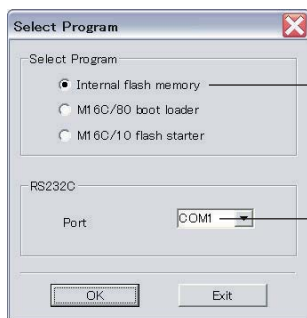 Select Program
Select Program
Internal flash memory
M16C/80 boot loader
M16C/10 flash starter
RS232C
Port
COM1
OK
Exit